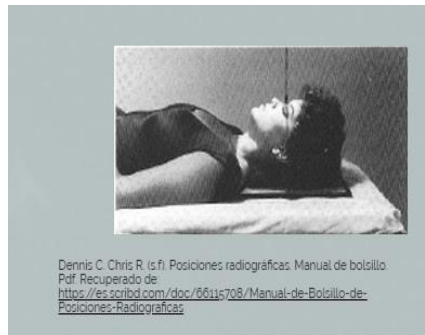 Dennis C. Chris R. (s.f). Posiciones radiográficas. Manual de bolsillo.
Pdf. Recuperado de:
https://es.scribd.com/doc/66115708/Manual-de-Bolsillo-de-
Posiciones-Radiograficas